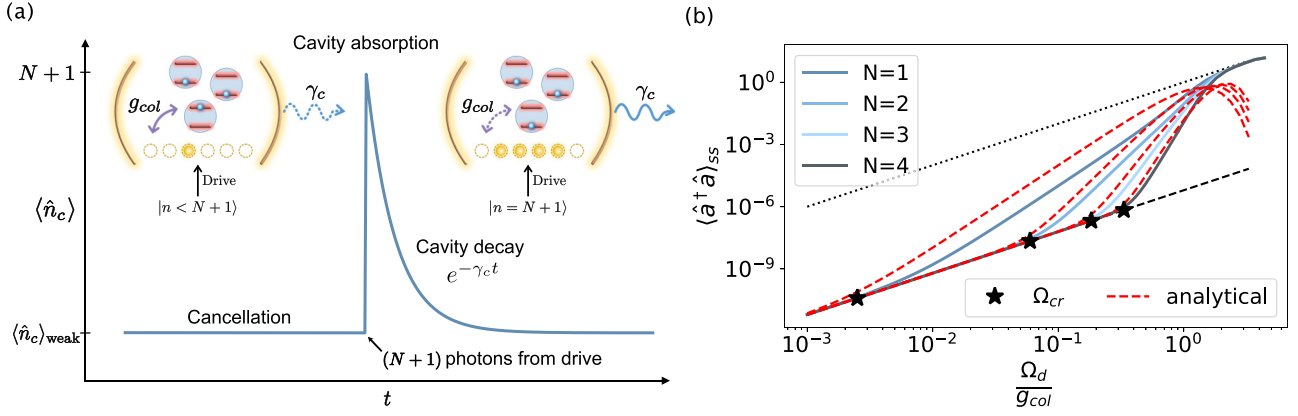 (a)
Cavity absorption
N + 1
g_col
γ_c
Drive
|n < N + 1⟩
g_col
γ_c
Drive
|n = N + 1⟩
⟨n̂_c⟩
Cavity decay
e^{-γ_c t}
Cancellation
⟨n̂_c⟩_weak
(N + 1) photons from drive
t
(b)
N=1
N=2
N=3
N=4
⟨â†â⟩_ss
10^0
10^{-3}
10^{-6}
10^{-9}
Ω_cr
analytical
10^{-3}
10^{-2}
10^{-1}
10^0
Ω_d
g_col